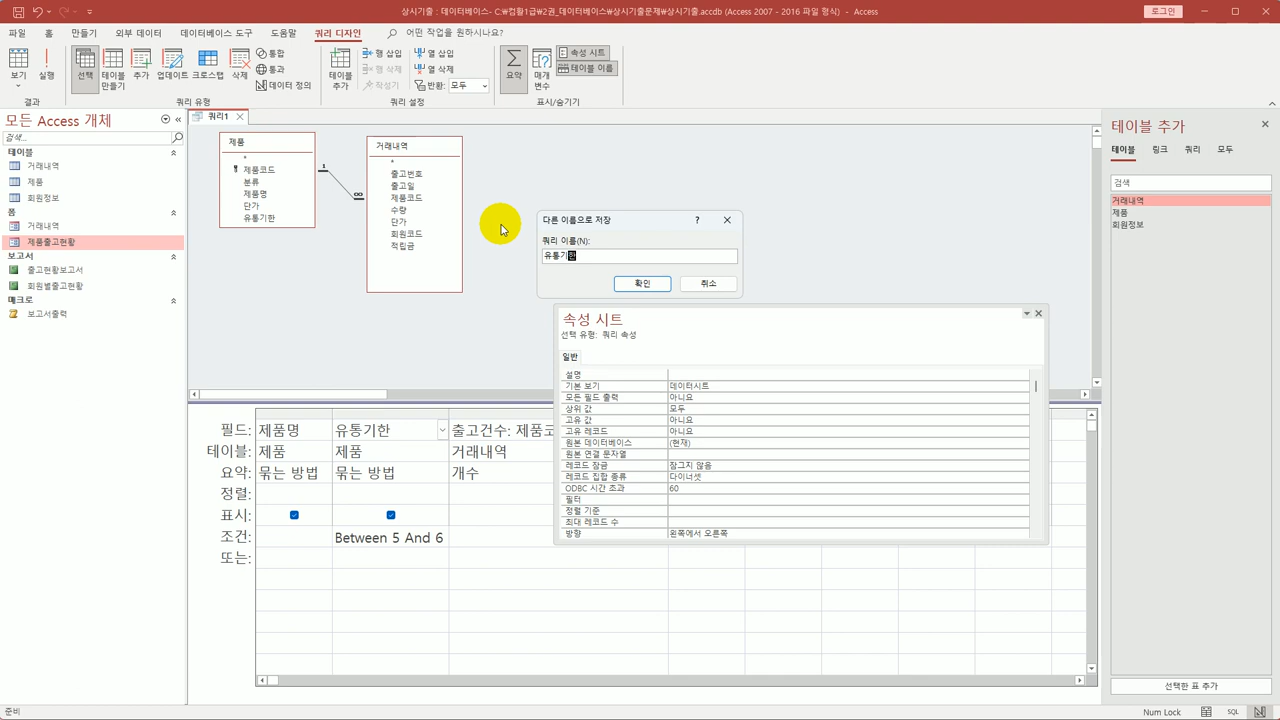 상시기출 : 데이터베이스- C:₩컴활1급₩2권_데이터베이스₩상시기출문제₩상시기출.accdb (Access 2007 - 2016 파일 형식) - Access
로그인
파일
홈
만들기
외부 데이터
데이터베이스 도구
도움말
쿼리 디자인
어떤 작업을 원하시나요?
보기
실행
선택
테이블 만들기
추가
업데이트
크로스탭
삭제
통합
통과
데이터 정의
테이블 추가
행 삽입
행 삭제
작성기
열 삽입
열 삭제
반환: 모두
요약
매개 변수
속성 시트
테이블 이름
결과
쿼리 유형
쿼리 설정
표시/숨기기
모든 Access 개체
검색...
테이블
거래내역
제품
회원정보
폼
거래내역
제품출고현황
보고서
출고현황보고서
회원별출고현황
매크로
보고서출력
쿼리1
제품
*
제품코드
분류
제품명
단가
유통기한
1
∞
거래내역
*
출고번호
출고일
제품코드
수량
단가
회원코드
적립금
다른 이름으로 저장
?
쿼리 이름(N):
유통기한
확인
취소
속성 시트
선택 유형: 쿼리 속성
일반
설명
기본 보기 데이터시트
모든 필드 출력 아니요
상위 값 모두
고유 값 아니요
고유 레코드 아니요
원본 데이터베이스 (현재)
원본 연결 문자열
레코드 잠금 잠그지 않음
레코드 집합 종류 다이너셋
ODBC 시간 초과 60
필터
정렬 기준
최대 레코드 수
방향 왼쪽에서 오른쪽
필드: 제품명 유통기한 출고건수: 제품코
테이블: 제품 제품 거래내역
요약: 묶는 방법 묶는 방법 개수
정렬:
표시:
조건: Between 5 And 6
또는:
테이블 추가
테이블
링크
쿼리
모두
검색
거래내역
제품
회원정보
선택한 표 추가
준비
Num Lock
SQL